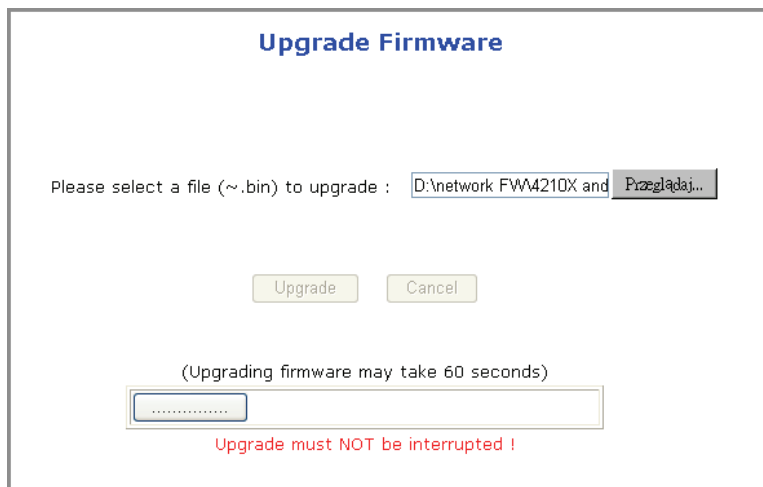 Upgrade Firmware
Please select a file (~.bin) to upgrade : D:\network FW\4210X and Przeglądaj...
Upgrade Cancel
(Upgrading firmware may take 60 seconds)
...............
Upgrade must NOT be interrupted !